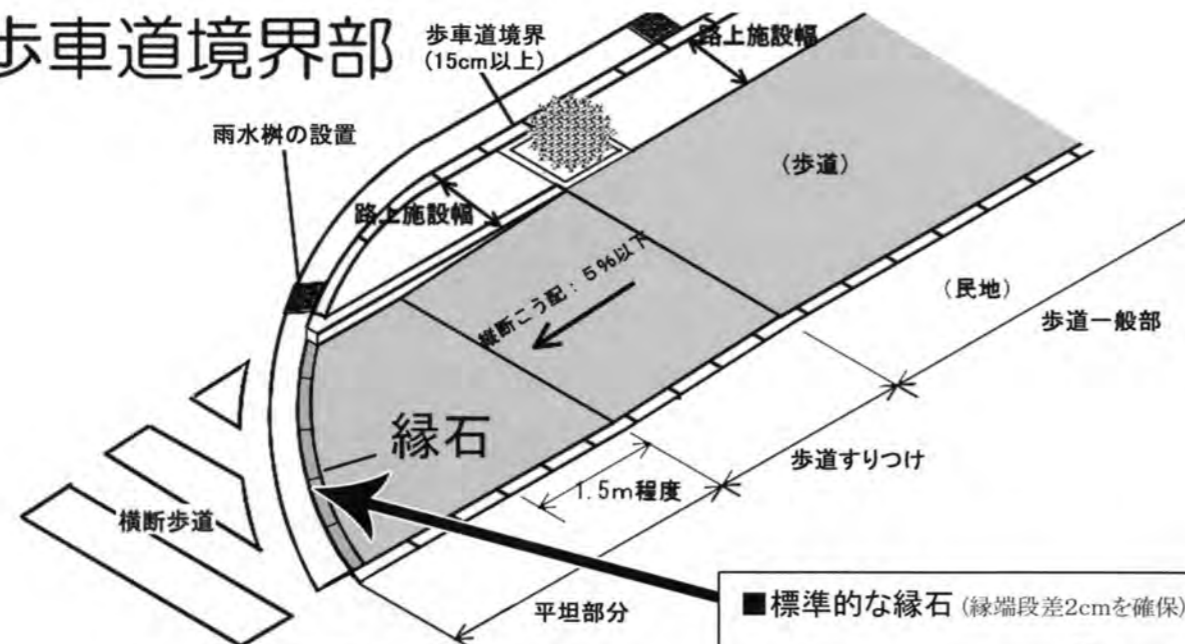 歩車道境界部
歩車道境界
(15cm以上)
路上施設幅
雨水桝の設置
(歩道)
路上施設幅
縦断こう配：５％以下
(民地)
歩道一般部
縁石
歩道すりつけ
1.5m程度
横断歩道
平坦部分
■標準的な縁石 (縁端段差2cmを確保)